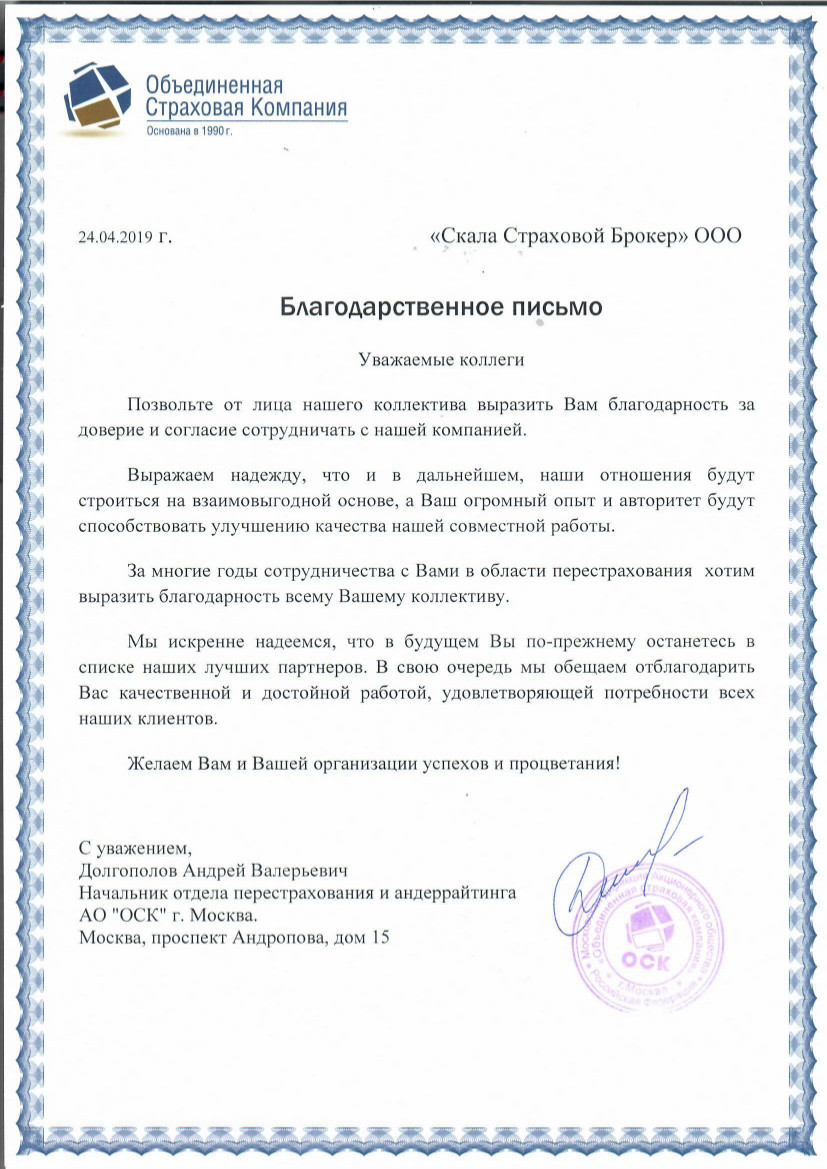 Объединенная
Страховая Компания
Основана в 1990 г.
24.04.2019 г.
«Скала Страховой Брокер» ООО
Благодарственное письмо
Уважаемые коллеги
Позвольте от лица нашего коллектива выразить Вам благодарность за
доверие и согласие сотрудничать с нашей компанией.
Выражаем надежду, что и в дальнейшем, наши отношения будут
строиться на взаимовыгодной основе, а Ваш огромный опыт и авторитет будут
способствовать улучшению качества нашей совместной работы.
За многие годы сотрудничества с Вами в области перестрахования хотим
выразить благодарность всему Вашему коллективу.
Мы искренне надеемся, что в будущем Вы по-прежнему останетесь в
списке наших лучших партнеров. В свою очередь мы обещаем отблагодарить
Вас качественной и достойной работой, удовлетворяющей потребности всех
наших клиентов.
Желаем Вам и Вашей организации успехов и процветания!
С уважением,
Долгополов Андрей Валерьевич
Начальник отдела перестрахования и андеррайтинга
АО "ОСК" г. Москва.
Москва, проспект Андропова, дом 15
акционерного общества
«Объединенная страховая компания»
ОСК
г.Москва
Российская Федерация